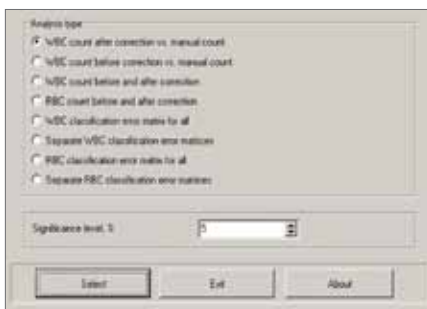 Analysis type
WBC count after correction vs. manual count
WBC count before correction vs. manual count
WBC count before and after correction
RBC count before and after correction
WBC classification error matrix for all
Separate WBC classification error matrices
RBC classification error matrix for all
Separate RBC classification error matrices
Significance level, %
5
Select
Exit
About